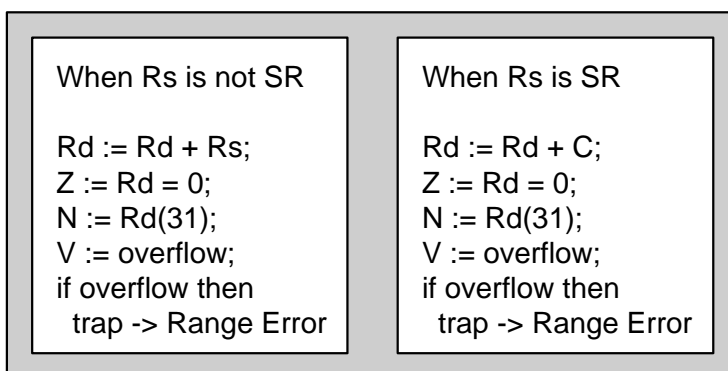 When Rs is not SR
Rd := Rd + Rs;
Z := Rd = 0;
N := Rd(31);
V := overflow;
if overflow then
trap -> Range Error
When Rs is SR
Rd := Rd + C;
Z := Rd = 0;
N := Rd(31);
V := overflow;
if overflow then
trap -> Range Error